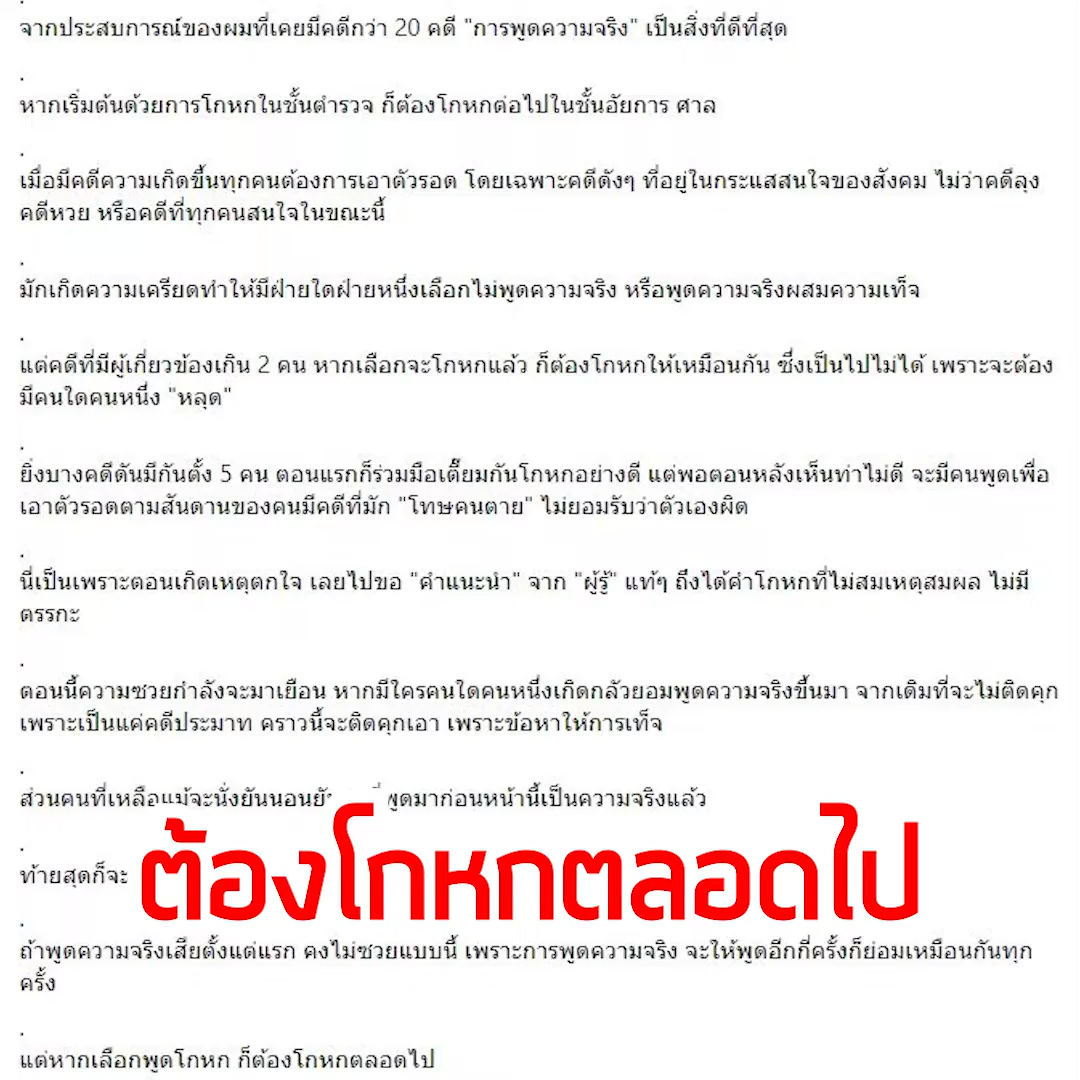 .
จากประสบการณ์ของผมที่เคยมีคดีกว่า 20 คดี "การพูดความจริง" เป็นสิ่งที่ดีที่สุด
.
หากเริ่มต้นด้วยการโกหกในชั้นตำรวจ ก็ต้องโกหกต่อไปในชั้นอัยการ ศาล
.
เมื่อมีคดีความเกิดขึ้นทุกคนต้องการเอาตัวรอด โดยเฉพาะคดีดังๆ ที่อยู่ในกระแสสนใจของสังคม ไม่ว่าคดีลุง
คดีหวย หรือคดีที่ทุกคนสนใจในขณะนี้
.
มักเกิดความเครียดทำให้มีฝ่ายใดฝ่ายหนึ่งเลือกไม่พูดความจริง หรือพูดความจริงผสมความเท็จ
.
แต่คดีที่มีผู้เกี่ยวข้องเกิน 2 คน หากเลือกจะโกหกแล้ว ก็ต้องโกหกให้เหมือนกัน ซึ่งเป็นไปไม่ได้ เพราะจะต้อง
มีคนใดคนหนึ่ง "หลุด"
.
ยิ่งบางคดีดันมีกันตั้ง 5 คน ตอนแรกก็ร่วมมือเตี๊ยมกันโกหกอย่างดี แต่พอตอนหลังเห็นท่าไม่ดี จะมีคนพูดเพื่อ
เอาตัวรอดตามสันดานของคนมีคดีที่มัก "โทษคนตาย" ไม่ยอมรับว่าตัวเองผิด
.
นี่เป็นเพราะตอนเกิดเหตุตกใจ เลยไปขอ "คำแนะนำ" จาก "ผู้รู้" แท้ๆ ถึงได้คำโกหกที่ไม่สมเหตุสมผล ไม่มี
ตรรกะ
.
ตอนนี้ความซวยกำลังจะมาเยือน หากมีใครคนใดคนหนึ่งเกิดกลัวยอมพูดความจริงขึ้นมา จากเดิมที่จะไม่ติดคุก
เพราะเป็นแค่คดีประมาท คราวนี้จะติดคุกเอา เพราะข้อหาให้การเท็จ
.
ส่วนคนที่เหลือแม้จะนั่งยันนอนยั พูดมาก่อนหน้านี้เป็นความจริงแล้ว
.
ท้ายสุดก็จะ ต้องโกหกตลอดไป
.
ถ้าพูดความจริงเสียตั้งแต่แรก คงไม่ซวยแบบนี้ เพราะการพูดความจริง จะให้พูดอีกกี่ครั้งก็ย่อมเหมือนกันทุก
ครั้ง
.
แต่หากเลือกพูดโกหก ก็ต้องโกหกตลอดไป